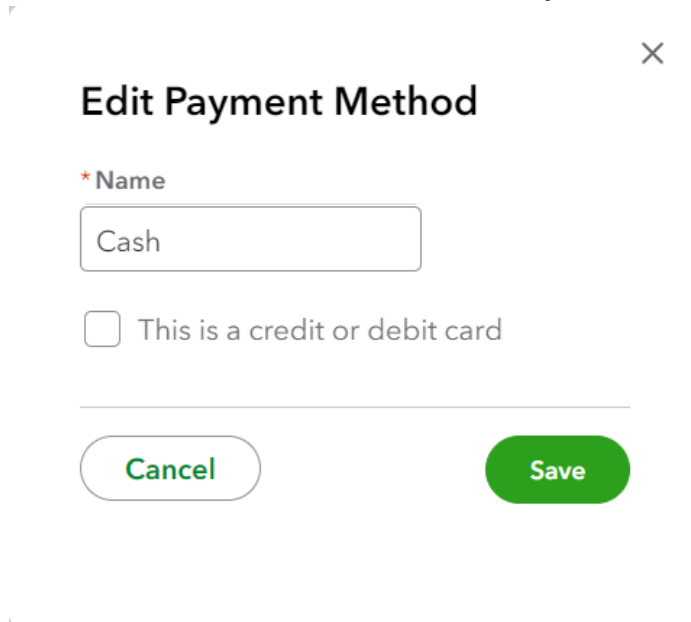 Edit Payment Method
* Name
Cash
This is a credit or debit card
Cancel
Save